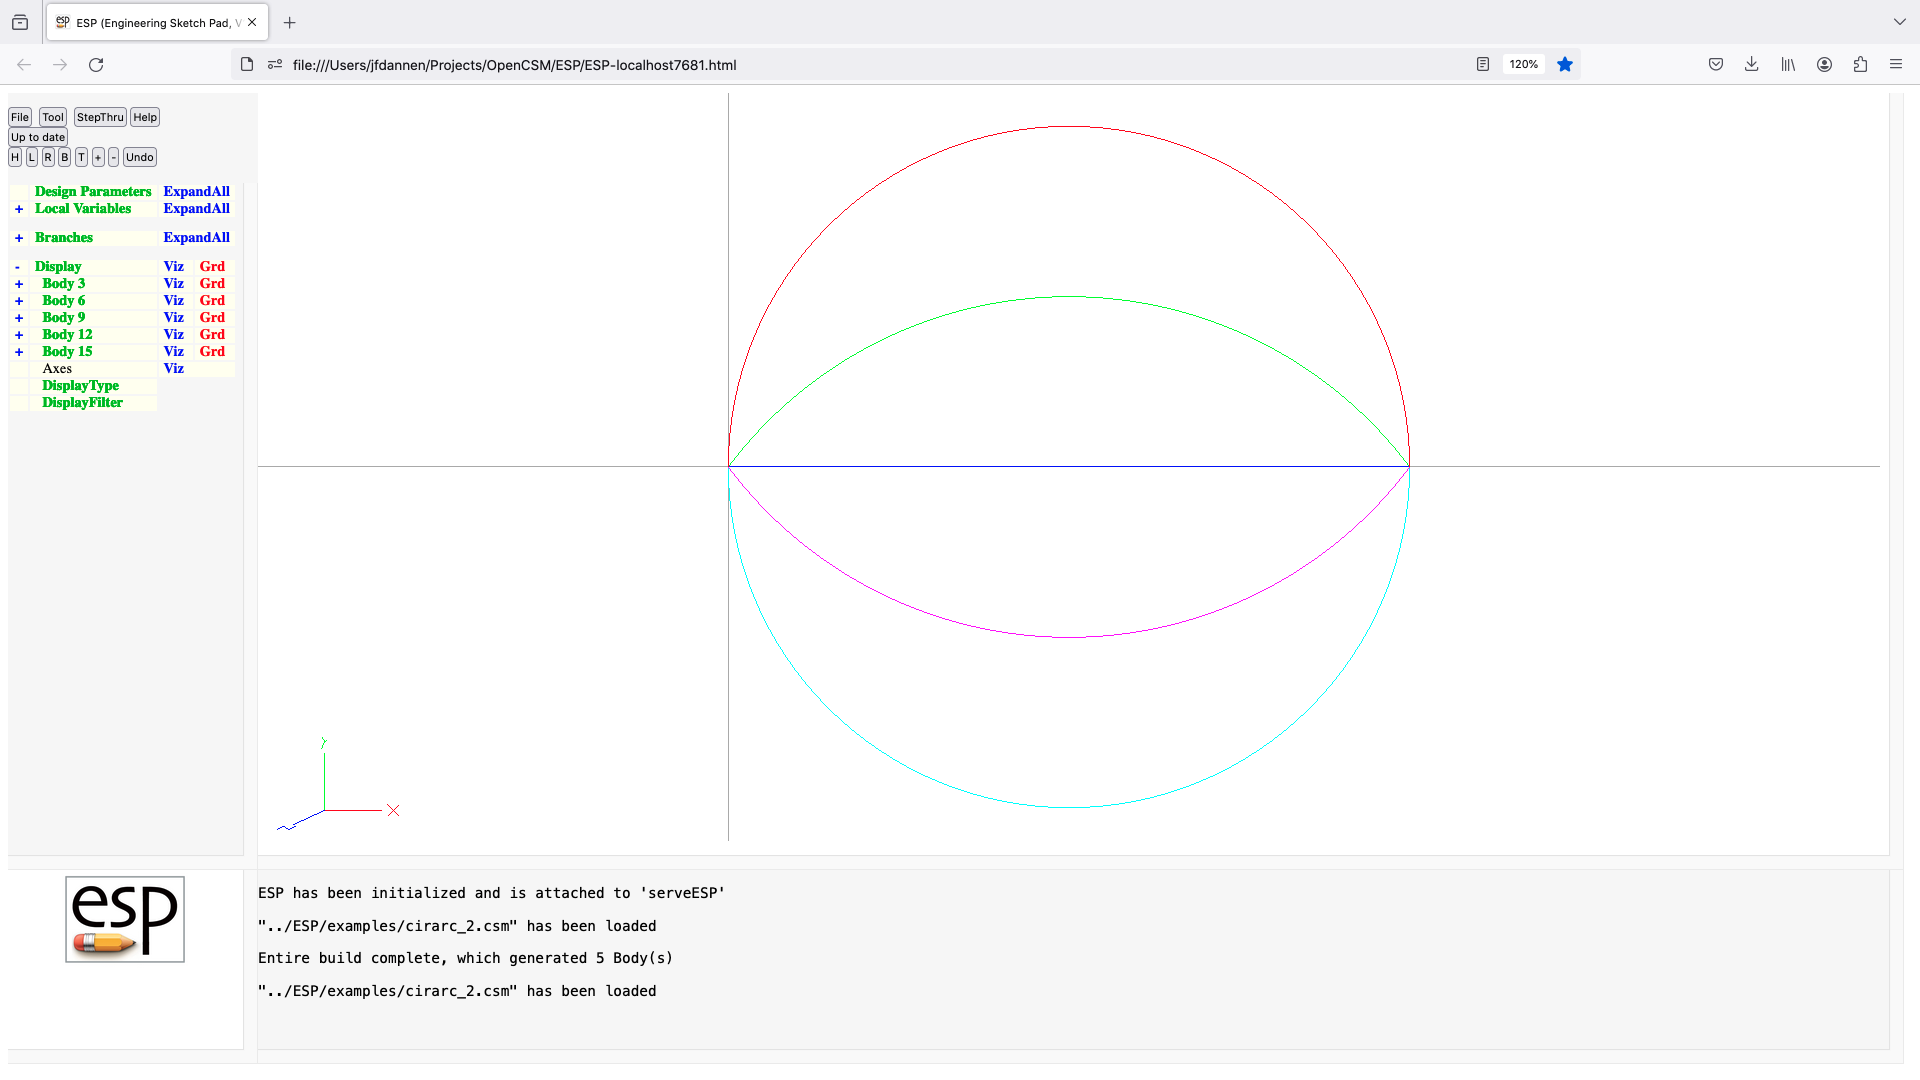 ESP (Engineering Sketch Pad, V
file:///Users/jfdannen/Projects/OpenCSM/ESP/ESP-localhost7681.html
120%
File Tool StepThru Help
Up to date
H L R B T + - Undo
Design Parameters ExpandAll
+ Local Variables ExpandAll
+ Branches ExpandAll
- Display Viz Grd
+ Body 3 Viz Grd
+ Body 6 Viz Grd
+ Body 9 Viz Grd
+ Body 12 Viz Grd
+ Body 15 Viz Grd
Axes Viz
DisplayType
DisplayFilter
Y
X
Z
esp
ESP has been initialized and is attached to 'serveESP'
"../ESP/examples/cirarc_2.csm" has been loaded
Entire build complete, which generated 5 Body(s)
"../ESP/examples/cirarc_2.csm" has been loaded